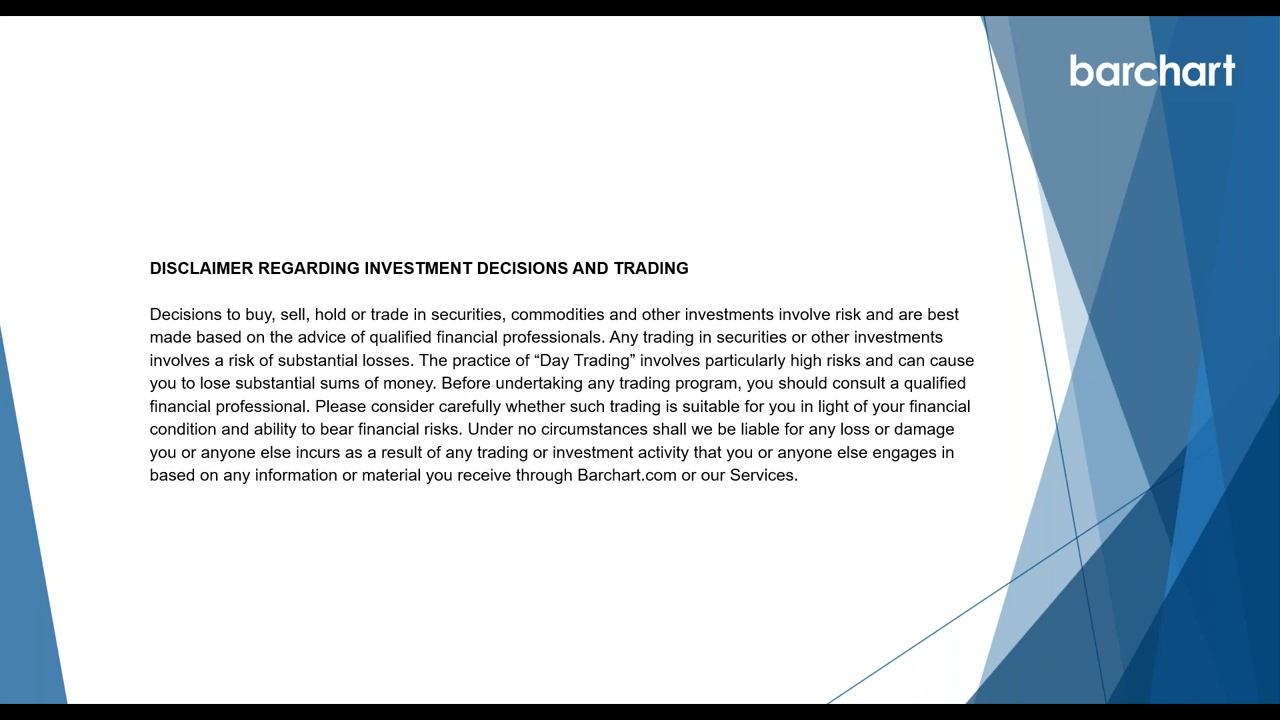 barchart
DISCLAIMER REGARDING INVESTMENT DECISIONS AND TRADING
Decisions to buy, sell, hold or trade in securities, commodities and other investments involve risk and are best
made based on the advice of qualified financial professionals. Any trading in securities or other investments
involves a risk of substantial losses. The practice of “Day Trading” involves particularly high risks and can cause
you to lose substantial sums of money. Before undertaking any trading program, you should consult a qualified
financial professional. Please consider carefully whether such trading is suitable for you in light of your financial
condition and ability to bear financial risks. Under no circumstances shall we be liable for any loss or damage
you or anyone else incurs as a result of any trading or investment activity that you or anyone else engages in
based on any information or material you receive through Barchart.com or our Services.